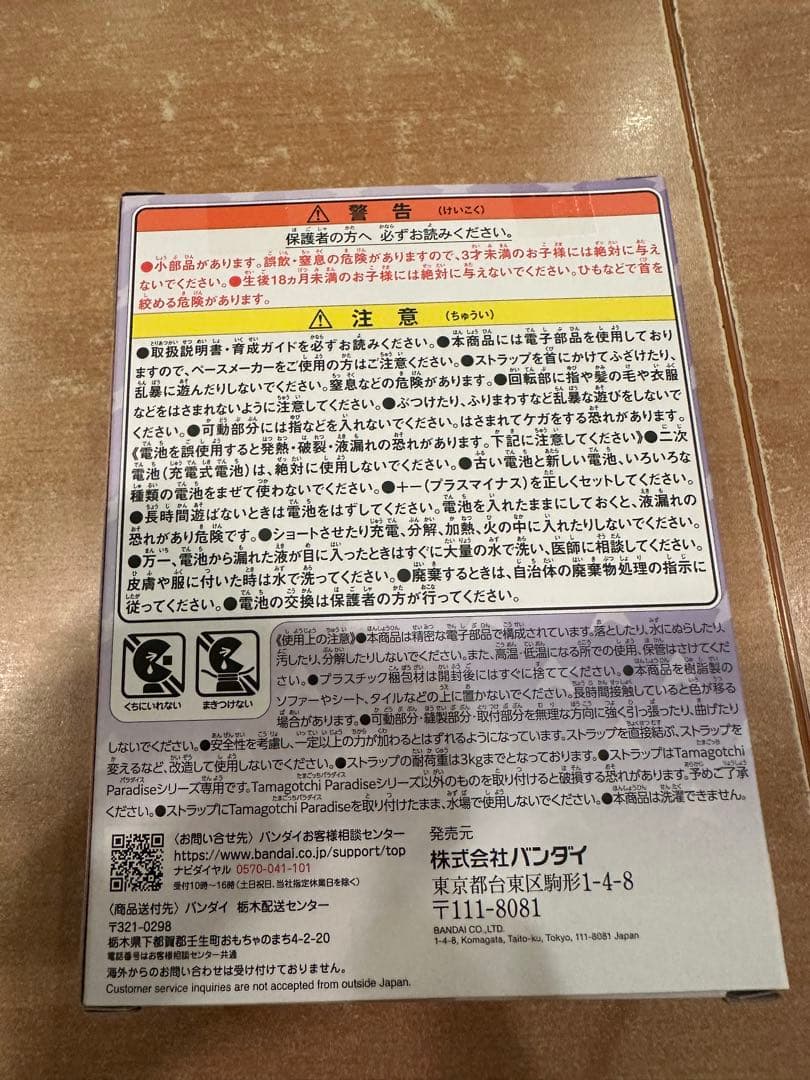 ⚠ 警告 (けいこく)
保護者の方へ 必ずお読みください。
●小部品があります。誤飲・窒息の危険がありますので、3才未満のお子様には絶対に与え
ないでください。●生後18ヵ月未満のお子様には絶対に与えないでください。ひもなどで首を
絞める危険があります。
⚠ 注意 (ちゅうい)
●取扱説明書・育成ガイドを必ずお読みください。●本商品には電子部品を使用しており
ますので、ペースメーカーをご使用の方はご注意ください。●ストラップを首にかけてふざけたり、
乱暴に遊んだりしないでください。窒息などの危険があります。●回転部に指や髪の毛や衣服
などをはさまれないように注意してください。●ぶつけたり、ふりまわすなど乱暴な遊びをしないで
ください。●可動部分には指などを入れないでください。はさまれてケガをする恐れがあります。
《電池を誤使用すると発熱・破裂・液漏れの恐れがあります。下記に注意してください》●二次
電池(充電式電池)は、絶対に使用しないでください。●古い電池と新しい電池、いろいろな
種類の電池をまぜて使わないでください。●+-(プラスマイナス)を正しくセットしてください。
●長時間遊ばないときは電池をはずしてください。電池を入れたままにしておくと、液漏れの
恐れがあり危険です。●ショートさせたり充電、分解、加熱、火の中に入れたりしないでください。
●万一、電池から漏れた液が目に入ったときはすぐに大量の水で洗い、医師に相談してください。
皮膚や服に付いた時は水で洗ってください。●廃棄するときは、自治体の廃棄物処理の指示に
従ってください。●電池の交換は保護者の方が行ってください。
くちにいれない
まきつけない
《使用上の注意》●本商品は精密な電子部品で構成されています。落としたり、水にぬらしたり、
汚したり、分解したりしないでください。また、高温・低温になる所での使用、保管はさけてくださ
い。●プラスチック梱包材は開封後にはすぐに捨ててください。●本商品を樹脂製の
ソファーやシート、タイルなどの上に置かないでください。長時間接触していると色が移る
場合があります。●可動部分・縫製部分・取付部分を無理な方向に強く引っ張ったり、曲げたり
しないでください。●安全性を考慮し、一定以上の力が加わるとはずれるようになっています。ストラップを直接結ぶ、ストラップを
変えるなど、改造して使用しないでください。●ストラップの耐荷重は3kgまでとなっております。●ストラップはTamagotchi
Paradiseシリーズ専用です。Tamagotchi Paradiseシリーズ以外のものを取り付けると破損する恐れがあります。予めご了承
ください。●ストラップにTamagotchi Paradiseを取り付けたまま、水場で使用しないでください。●本商品は洗濯できません。
〈お問い合せ先〉バンダイお客様相談センター
https://www.bandai.co.jp/support/top
ナビダイヤル 0570-041-101
受付10時~16時(土日祝日、当社指定休業日を除く)
〈商品送付先〉バンダイ 栃木配送センター
〒321-0298
栃木県下都賀郡壬生町おもちゃのまち4-2-20
電話番号はお客様相談センター共通
海外からのお問い合わせは受け付けておりません。
Customer service inquiries are not accepted from outside Japan.
発売元
株式会社バンダイ
東京都台東区駒形1-4-8
〒111-8081
BANDAI CO.,LTD.
1-4-8, Komagata, Taito-ku, Tokyo, 111-8081 Japan